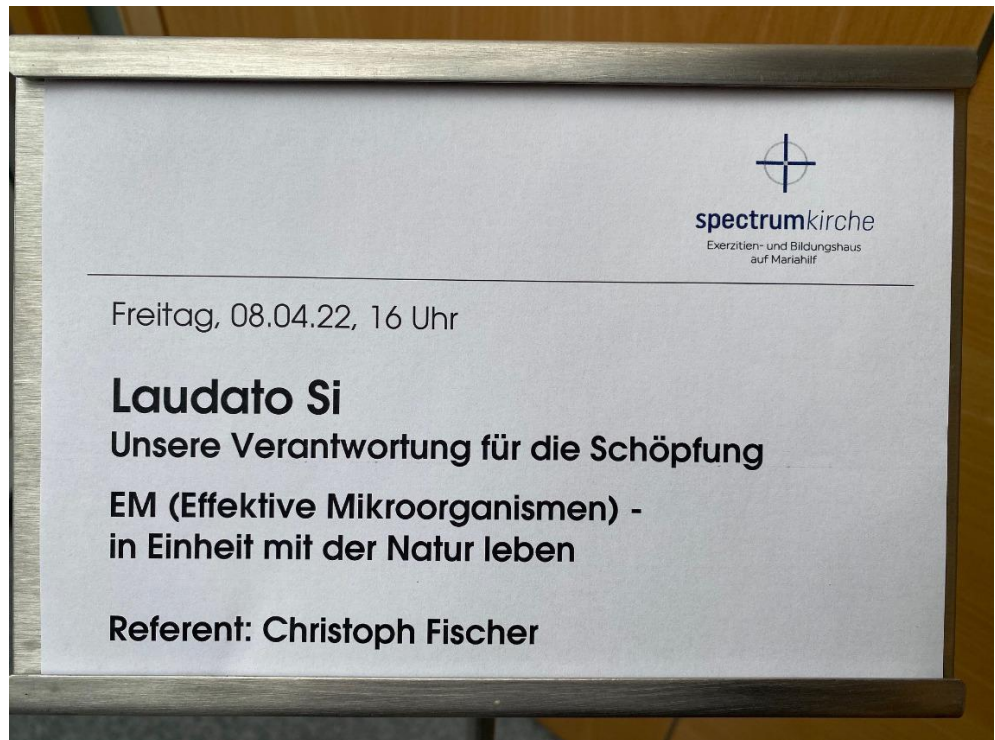 spectrumkirche
Exerzitien- und Bildungshaus
auf Mariahilf
Freitag, 08.04.22, 16 Uhr
Laudato Si
Unsere Verantwortung für die Schöpfung
EM (Effektive Mikroorganismen) -
in Einheit mit der Natur leben
Referent: Christoph Fischer